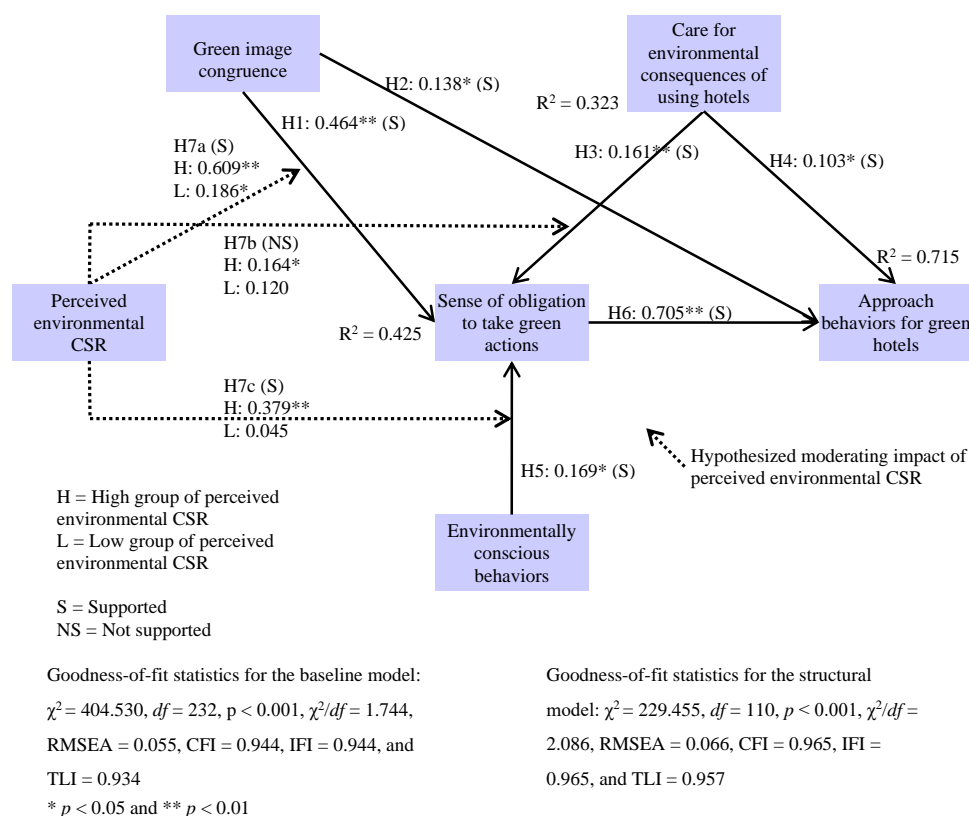 Green image
congruence
Care for
environmental
consequences of
using hotels
H2: 0.138* (S)
R² = 0.323
H1: 0.464** (S)
H7a (S)
H: 0.609**
L: 0.186*
H3: 0.161** (S)
H4: 0.103* (S)
H7b (NS)
H: 0.164*
L: 0.120
R² = 0.715
Perceived
environmental
CSR
R² = 0.425
Sense of obligation
to take green
actions
H6: 0.705** (S)
Approach
behaviors for green
hotels
H7c (S)
H: 0.379**
L: 0.045
Hypothesized moderating impact of
perceived environmental CSR
H5: 0.169* (S)
H = High group of perceived
environmental CSR
L = Low group of perceived
environmental CSR
Environmentally
conscious
behaviors
S = Supported
NS = Not supported
Goodness-of-fit statistics for the baseline model:
χ² = 404.530, df = 232, p < 0.001, χ²/df = 1.744,
RMSEA = 0.055, CFI = 0.944, IFI = 0.944, and
TLI = 0.934
* p < 0.05 and ** p < 0.01
Goodness-of-fit statistics for the structural
model: χ² = 229.455, df = 110, p < 0.001, χ²/df =
2.086, RMSEA = 0.066, CFI = 0.965, IFI =
0.965, and TLI = 0.957